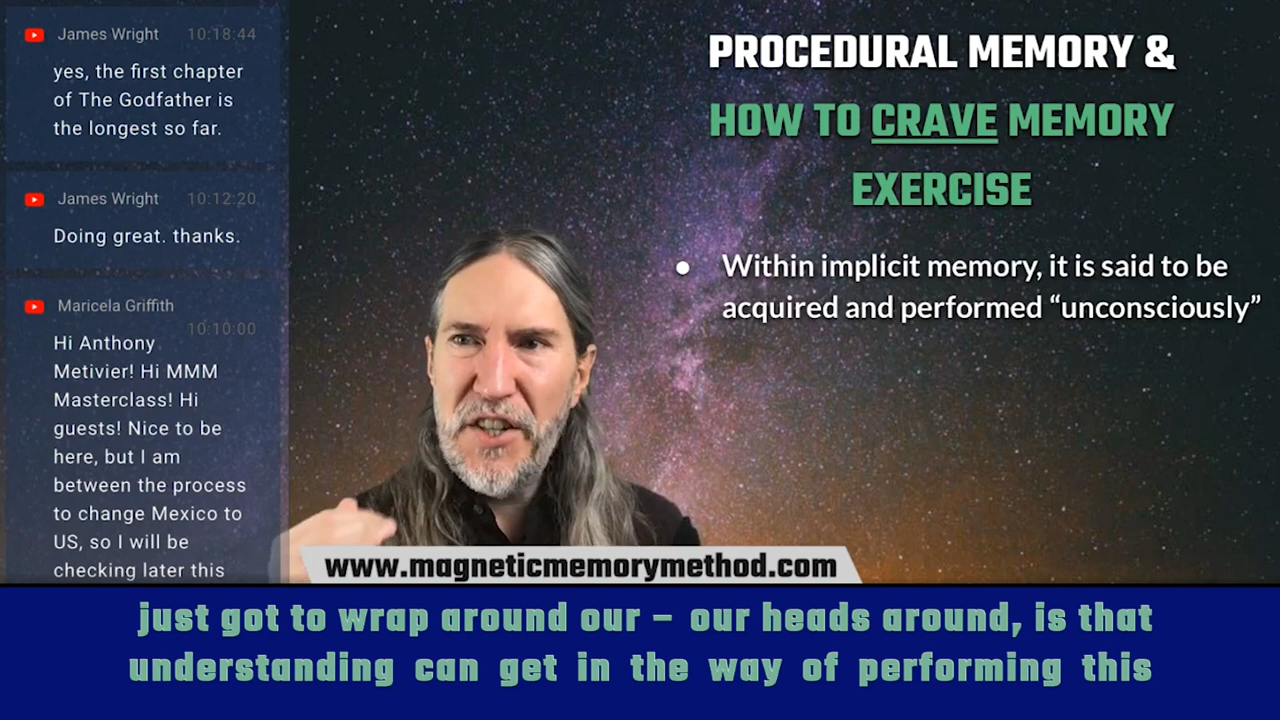 James Wright 10:18:44
yes, the first chapter
of The Godfather is
the longest so far.
James Wright 10:12:20
Doing great. thanks.
Maricela Griffith
10:10:00
Hi Anthony
Metivier! Hi MMM
Masterclass! Hi
guests! Nice to be
here, but I am
between the process
to change Mexico to
US, so I will be
checking later this
PROCEDURAL MEMORY &
HOW TO CRAVE MEMORY
EXERCISE
• Within implicit memory, it is said to be
acquired and performed “unconsciously”
www.magneticmemorymethod.com
just got to wrap around our – our heads around, is that
understanding can get in the way of performing this